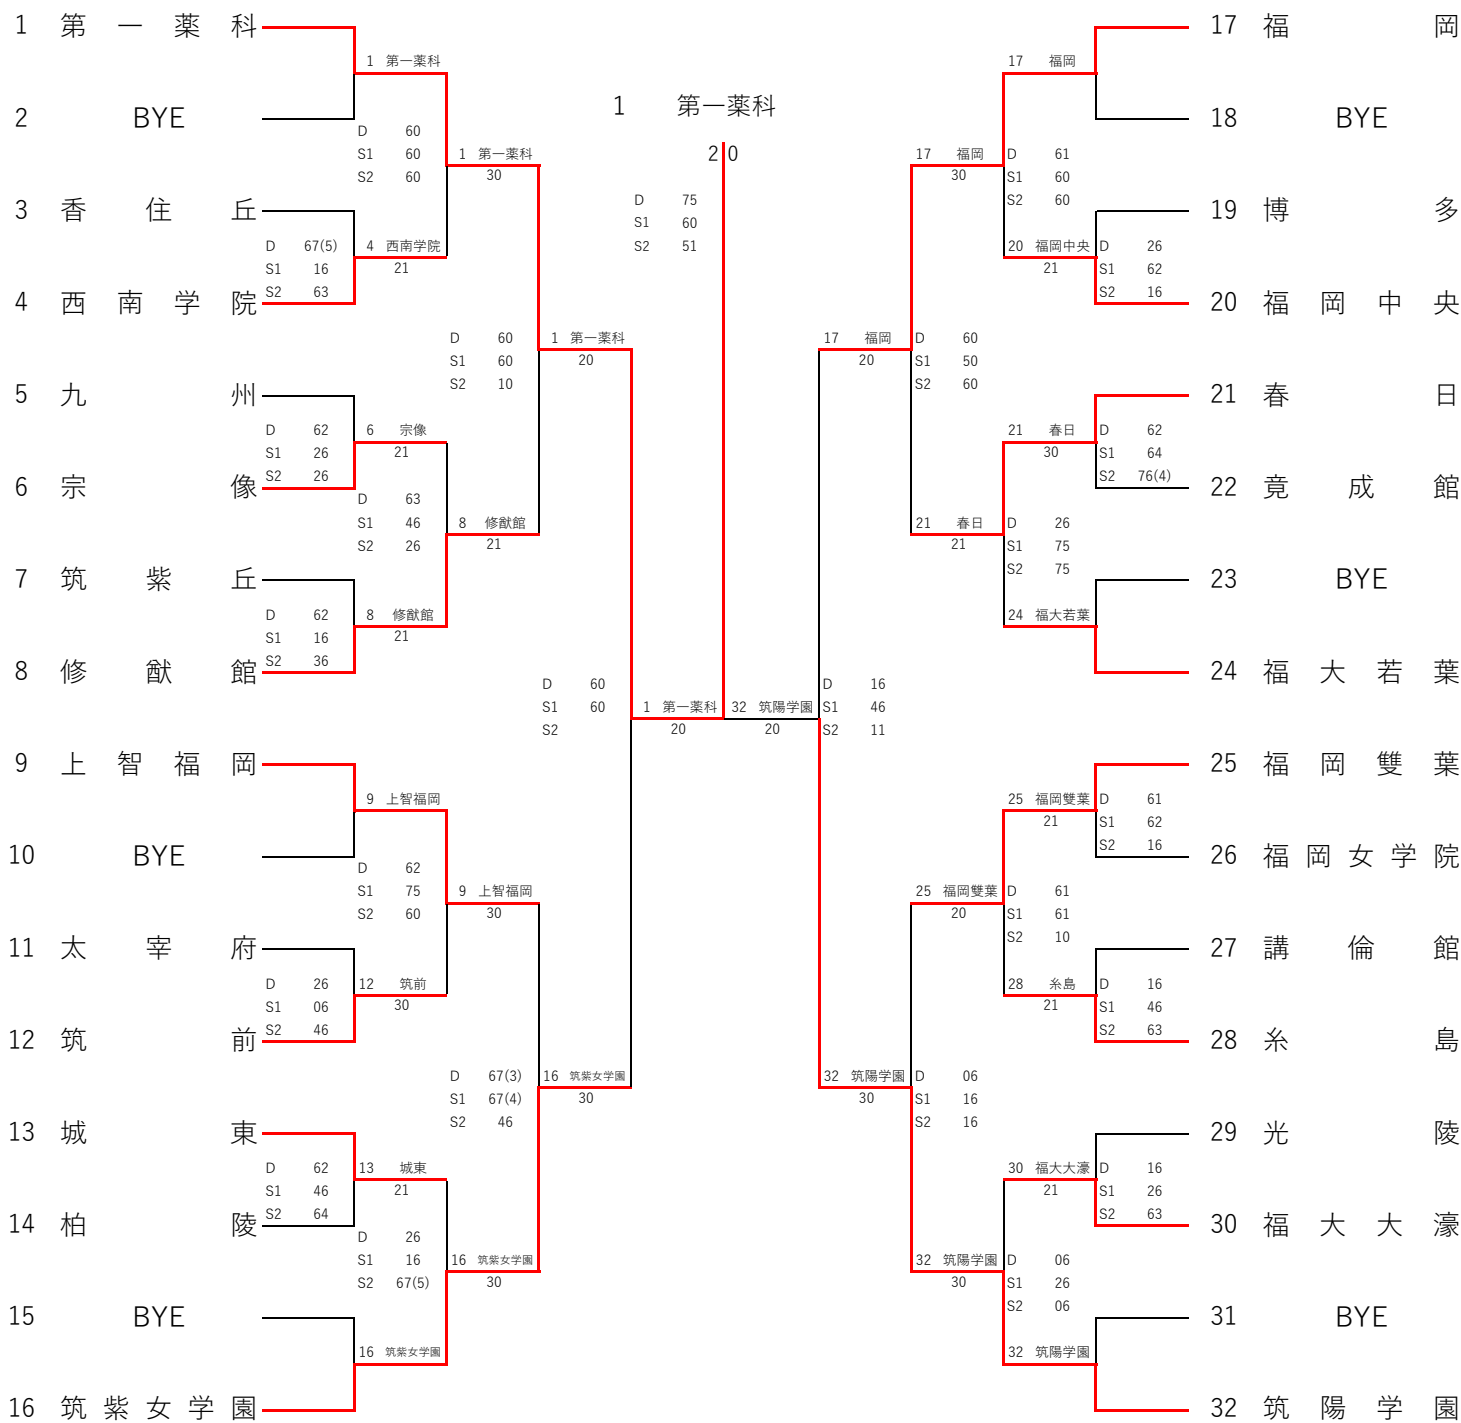 1 第一薬科
2 BYE
3 香住丘
4 西南学院
5 九州
6 宗像
7 筑紫丘
8 修猷館
9 上智福岡
10 BYE
11 太宰府
12 筑前
13 城東
14 柏陵
15 BYE
16 筑紫女学園
1 第一薬科
D 67(5)
S1 16
S2 63
4 西南学院
21
D 62
S1 26
S2 26
6 宗像
21
D 62
S1 16
S2 36
8 修猷館
21
9 上智福岡
D 26
S1 06
S2 46
12 筑前
30
D 62
S1 46
S2 64
13 城東
21
16 筑紫女学園
D 60
S1 60
S2 60
1 第一薬科
30
D 63
S1 46
S2 26
8 修猷館
21
D 62
S1 75
S2 60
9 上智福岡
30
D 26
S1 16
S2 67(5)
16 筑紫女学園
30
D 60
S1 60
S2 10
1 第一薬科
20
D 67(3)
S1 67(4)
S2 46
16 筑紫女学園
30
D 60
S1 60
S2
1 第一薬科
20
1 第一薬科
2 0
D 75
S1 60
S2 51
32 筑陽学園
20
D 16
S1 46
S2 11
17 福岡
20
D 60
S1 50
S2 60
32 筑陽学園
30
D 06
S1 16
S2 16
17 福岡
30
D 61
S1 60
S2 60
21 春日
21
D 26
S1 75
S2 75
25 福岡雙葉
20
D 61
S1 61
S2 10
32 筑陽学園
30
D 06
S1 26
S2 06
17 福岡
20 福岡中央
21
D 26
S1 62
S2 16
21 春日
30
D 62
S1 64
S2 76(4)
24 福大若葉
25 福岡雙葉
21
D 61
S1 62
S2 16
28 糸島
21
D 16
S1 46
S2 63
30 福大大濠
21
D 16
S1 26
S2 63
32 筑陽学園
17 福岡
18 BYE
19 博多
20 福岡中央
21 春日
22 竟成館
23 BYE
24 福大若葉
25 福岡雙葉
26 福岡女学院
27 講倫館
28 糸島
29 光陵
30 福大大濠
31 BYE
32 筑陽学園